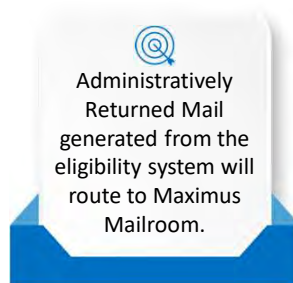 Administratively
Returned Mail
generated from the
eligibility system will
route to Maximus
Mailroom.